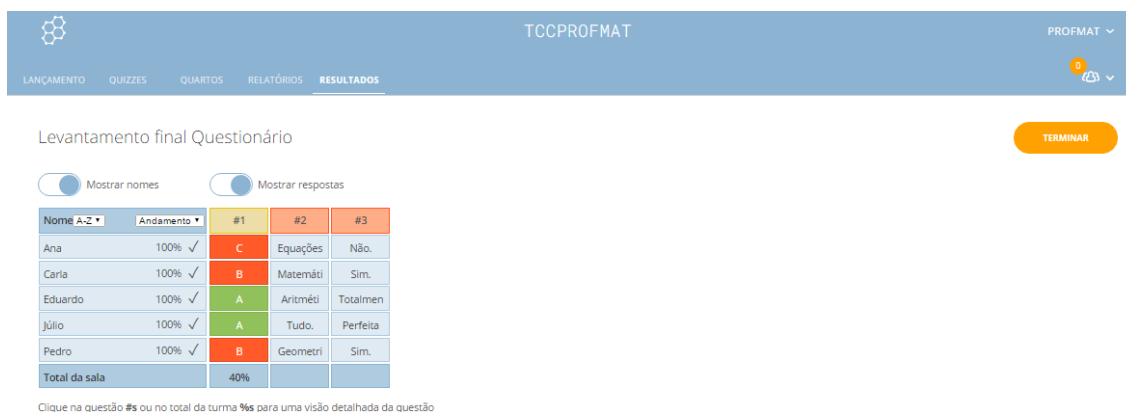 TCCPROFMAT
PROFMAT
LANÇAMENTO QUIZZES QUARTOS RELATÓRIOS RESULTADOS
0
Levantamento final Questionário
TERMINAR
Mostrar nomes Mostrar respostas
Nome A-Z Andamento #1 #2 #3
Ana 100% ✓ C Equações Não.
Carla 100% ✓ B Matemáti Sim.
Eduardo 100% ✓ A Aritméti Totalmen
Júlio 100% ✓ A Tudo. Perfeita
Pedro 100% ✓ B Geometri Sim.
Total da sala 40%
Clique na questão #s ou no total da turma %s para uma visão detalhada da questão